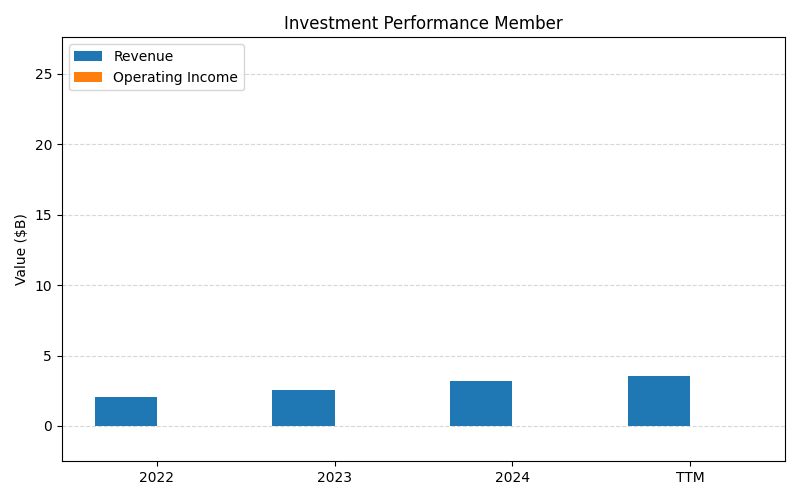 Investment Performance Member
Revenue
Operating Income
25
20
15
10
5
0
Value ($B)
2022 2023 2024 TTM